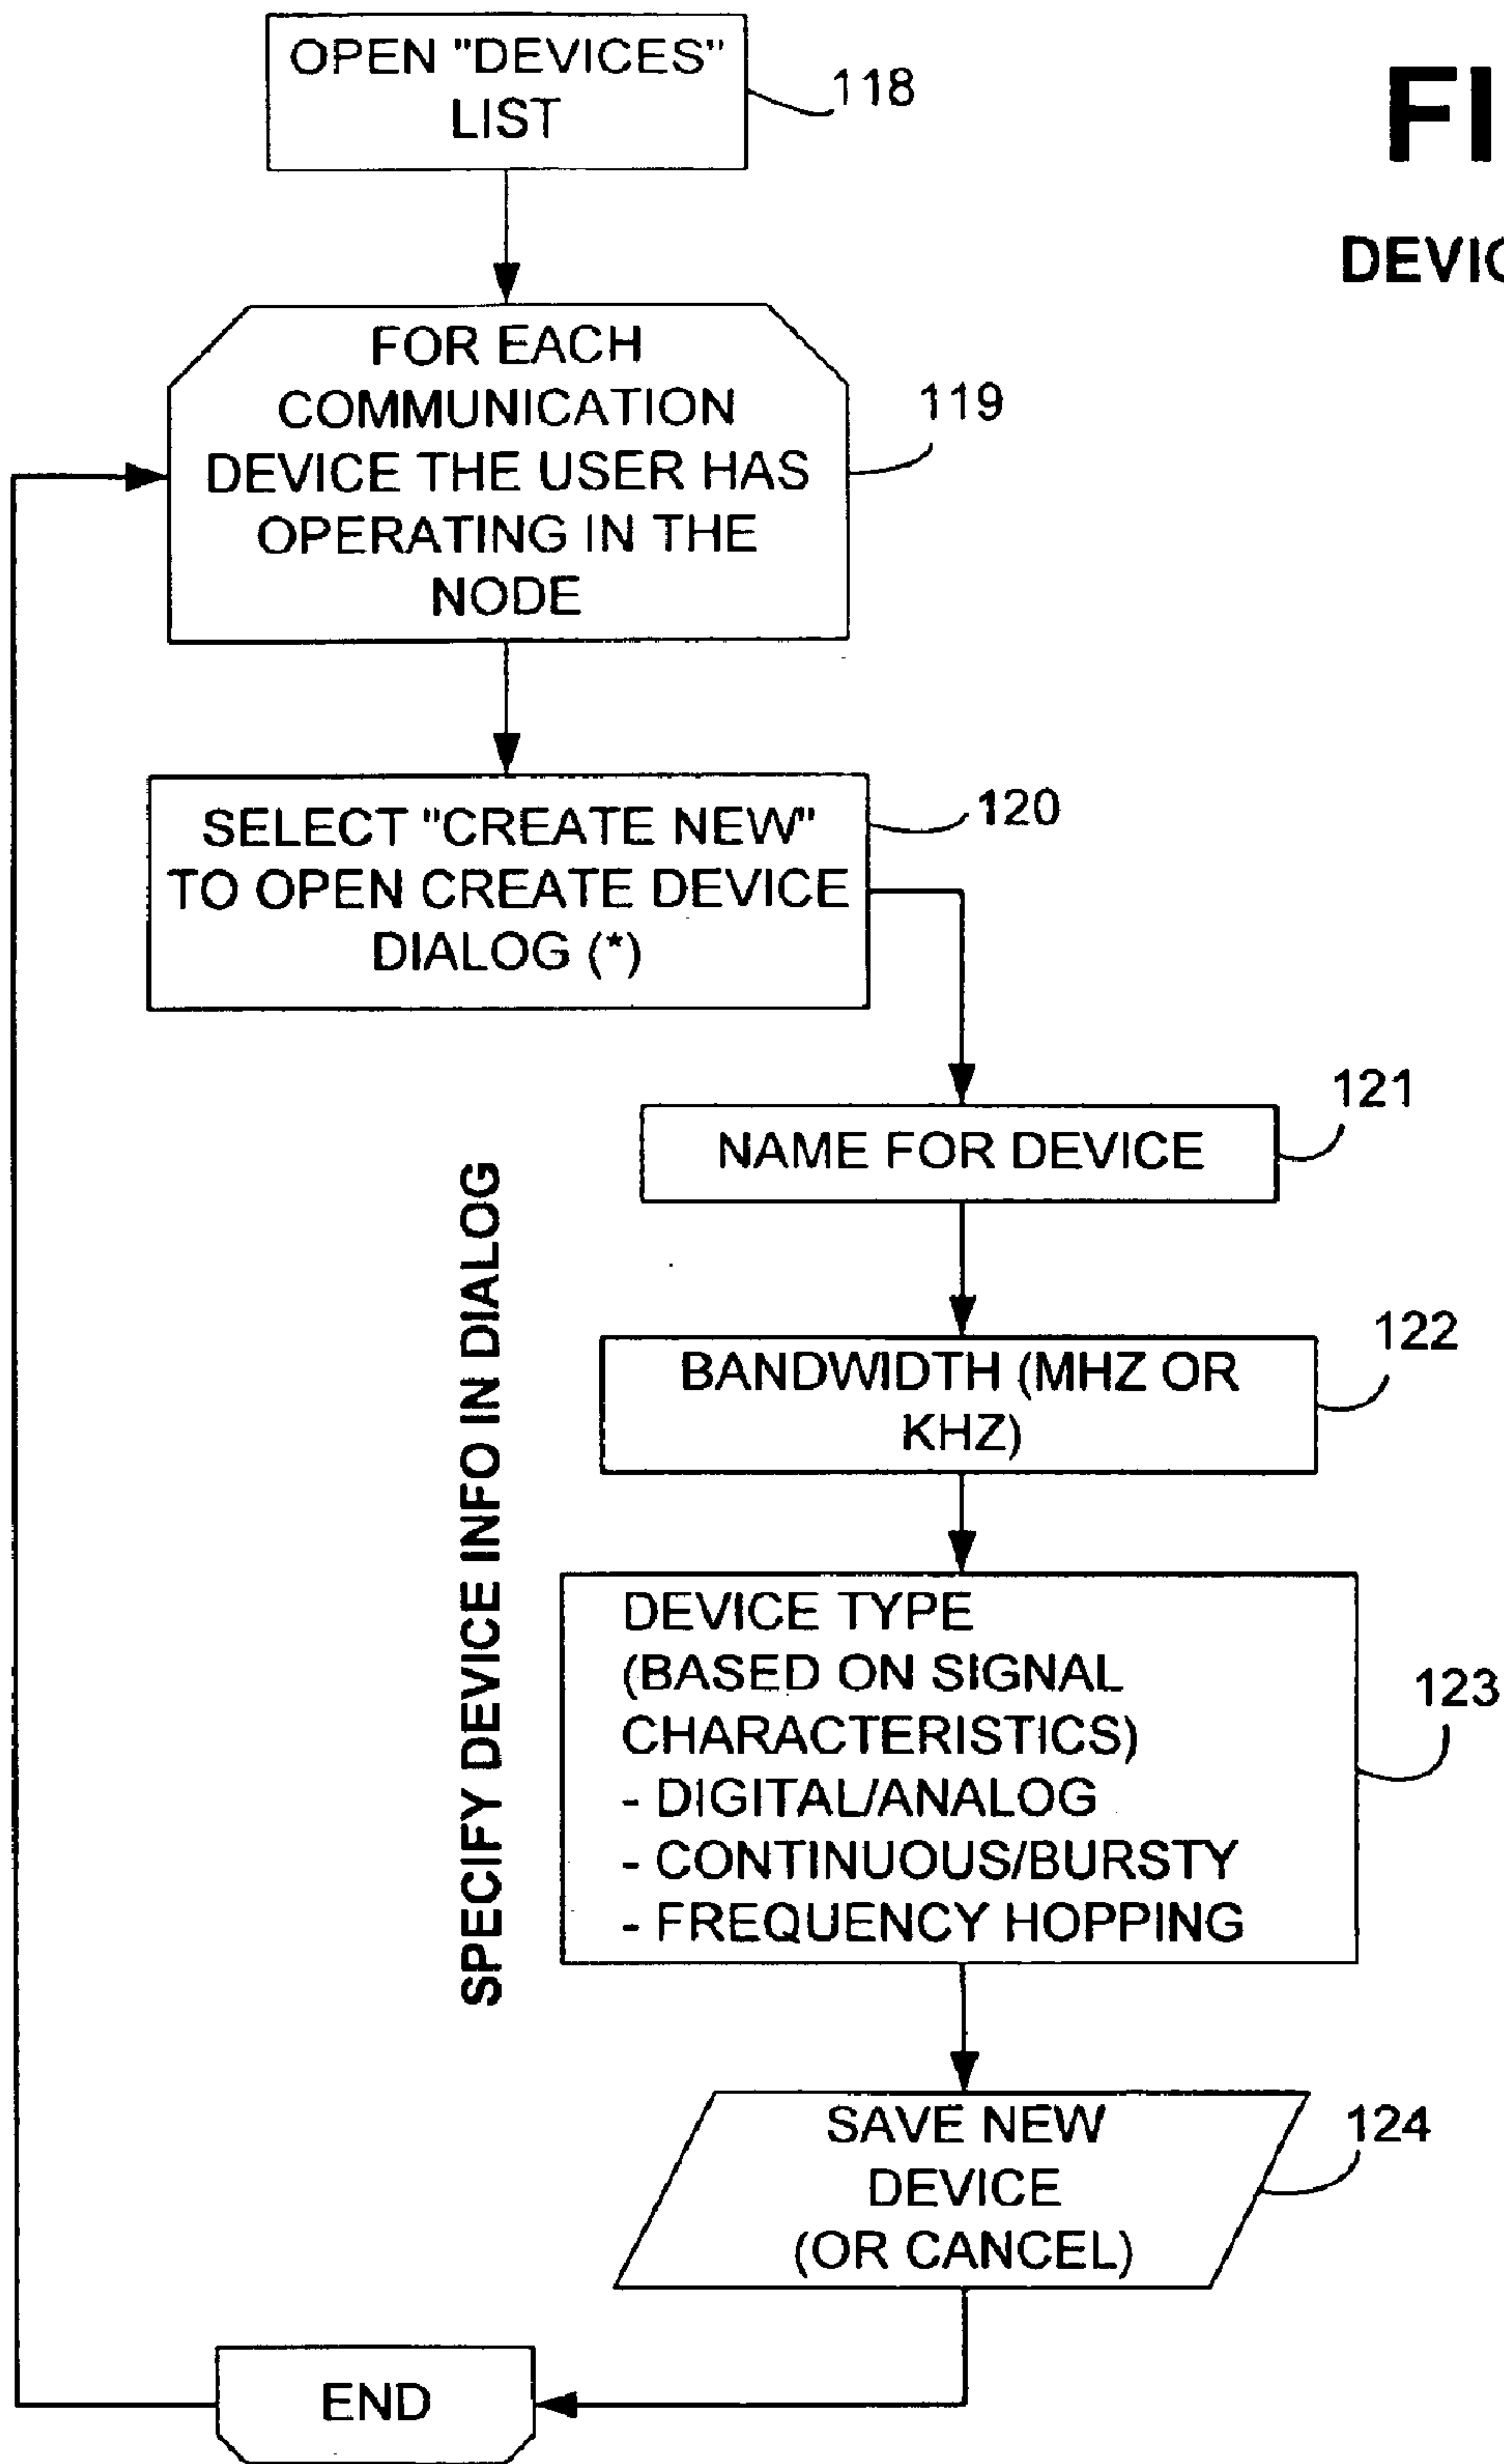 OPEN "DEVICES"
LIST
118
FI
DEVIC
FOR EACH
COMMUNICATION
DEVICE THE USER HAS
OPERATING IN THE
NODE
119
SELECT "CREATE NEW"
TO OPEN CREATE DEVICE
DIALOG (*)
120
SPECIFY DEVICE INFO IN DIALOG
NAME FOR DEVICE
121
BANDWIDTH (MHZ OR
KHZ)
122
DEVICE TYPE
(BASED ON SIGNAL
CHARACTERISTICS)
- DIGITAL/ANALOG
- CONTINUOUS/BURSTY
- FREQUENCY HOPPING
123
SAVE NEW
DEVICE
(OR CANCEL)
124
END